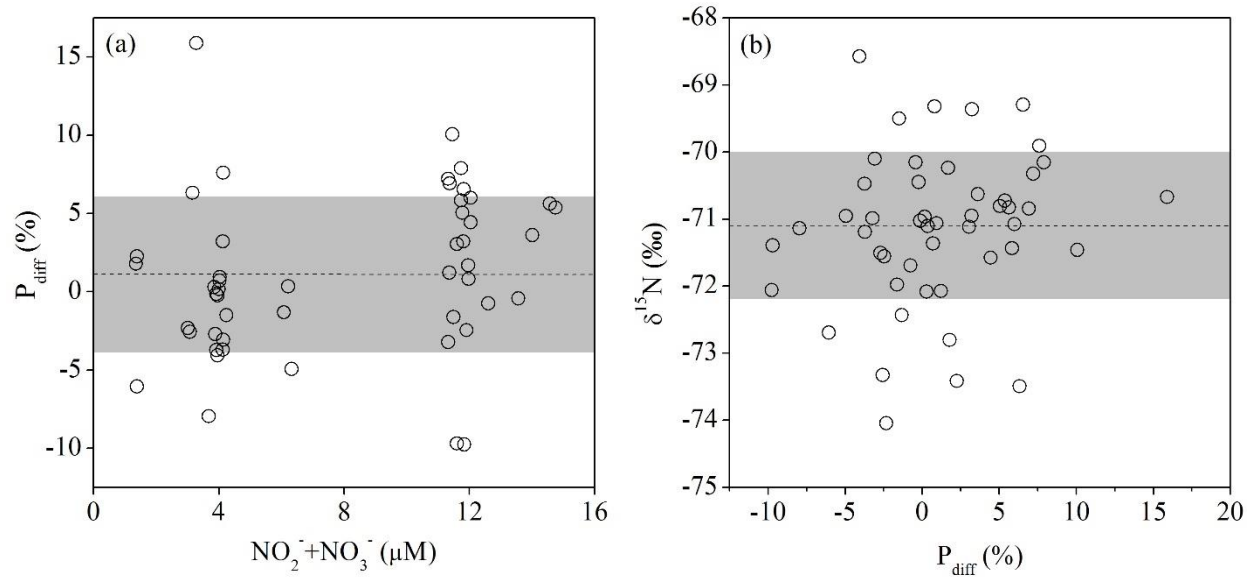 (a)
15
10
5
0
-5
-10
P_diff (%)
0 4 8 12 16
NO₂⁻+NO₃⁻ (μM)
(b)
-68
-69
-70
-71
-72
-73
-74
-75
δ¹⁵N (‰)
-10 -5 0 5 10 15 20
P_diff (%)